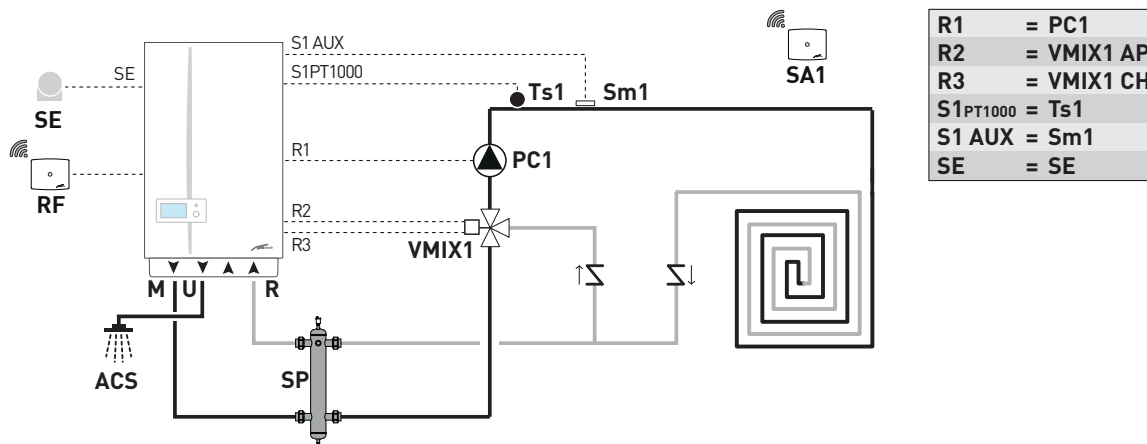 S1 AUX
S1PT1000
SE
SE
RF
Ts1
Sm1
SA1
R1
PC1
R2
R3
VMIX1
M U R
ACS
SP
R1 = PC1
R2 = VMIX1 AP
R3 = VMIX1 CH
S1PT1000 = Ts1
S1 AUX = Sm1
SE = SE